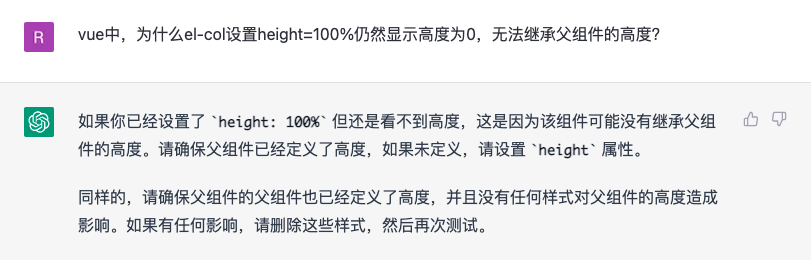 R
vue中，为什么el-col设置height=100%仍然显示高度为0，无法继承父组件的高度?
如果你已经设置了 `height: 100%` 但还是看不到高度，这是因为该组件可能没有继承父组
件的高度。请确保父组件已经定义了高度，如果未定义，请设置 `height` 属性。
同样的，请确保父组件的父组件也已经定义了高度，并且没有任何样式对父组件的高度造成
影响。如果有任何影响，请删除这些样式，然后再次测试。